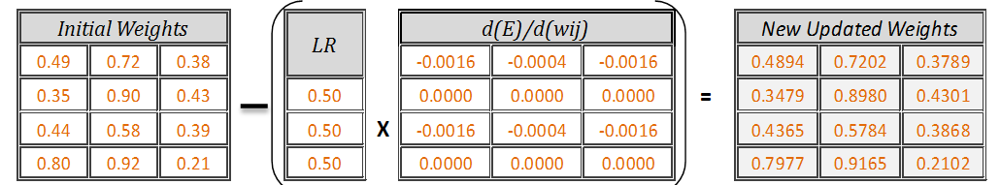 Initial Weights LR d(E)/d(wij) New Updated Weights
0.49 0.72 0.38 -0.0016 -0.0004 -0.0016 0.4894 0.7202 0.3789
0.35 0.90 0.43 0.50 0.0000 0.0000 0.0000 = 0.3479 0.8980 0.4301
0.44 0.58 0.39 — 0.50 X -0.0016 -0.0004 -0.0016 0.4365 0.5784 0.3868
0.80 0.92 0.21 0.50 0.0000 0.0000 0.0000 0.7977 0.9165 0.2102